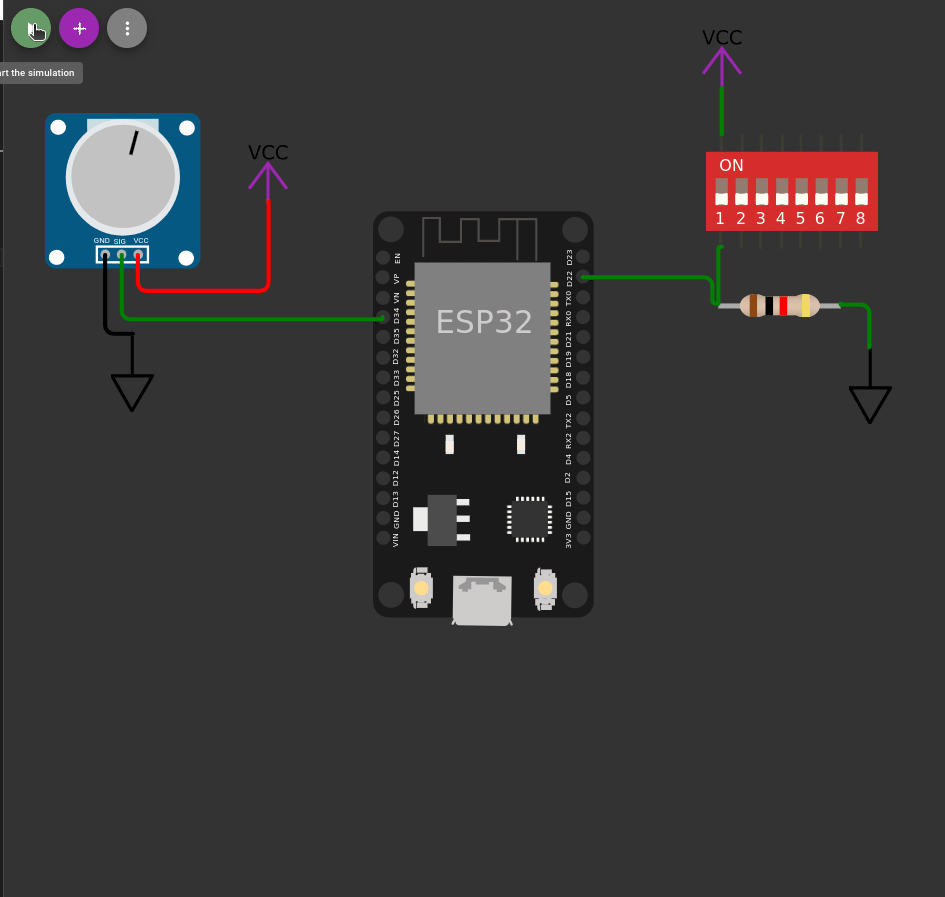 art the simulation
VCC
ON
1 2 3 4 5 6 7 8
VCC
GND SIG VCC
ESP32
EN
VP
VN
D34
D35
D32
D33
D25
D26
D27
D14
D12
D13
GND
VIN
D23
D22
TX0
RX0
D21
D19
D18
D5
TX2
RX2
D4
D2
D15
GND
3V3